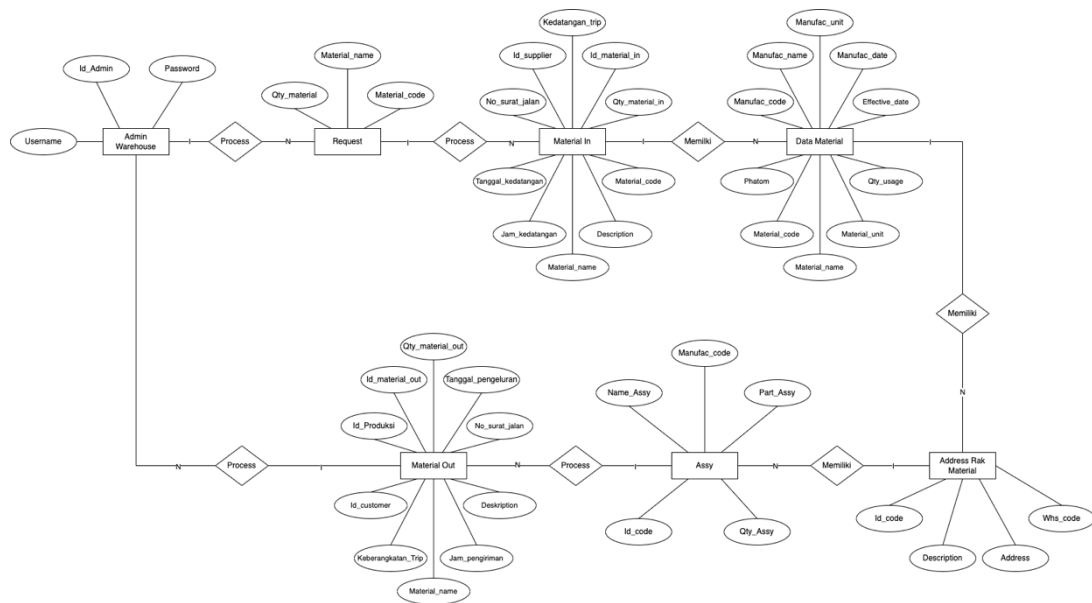 Kedatangan_trip
Manufac_unit
Material_name
Id_supplier
Id_material_in
Manufac_name
Manufac_date
Id_Admin
Password
Qty_material
Material_code
No_surat_jalan
Qty_material_in
Manufac_code
Effective_date
Username
Admin
Warehouse
I
Process
N
Request
I
Process
N
Material In
I
Memilki
N
Data Material
I
Tanggal_kedatangan
Material_code
Phatom
Qty_usage
Jam_kedatangan
Description
Material_code
Material_unit
Material_name
Material_name
Memiliki
Qty_material_out
Manufac_code
Id_material_out
Tanggal_pengeluran
Name_Assy
Part_Assy
N
Id_Produksi
No_surat_jalan
N
Process
I
Material Out
N
Process
I
Assy
N
Memiliki
I
Address Rak
Material
Id_customer
Deskription
Id_code
Whs_code
Id_code
Qty_Assy
Keberangkatan_Trip
Jam_pengiriman
Description
Address
Material_name